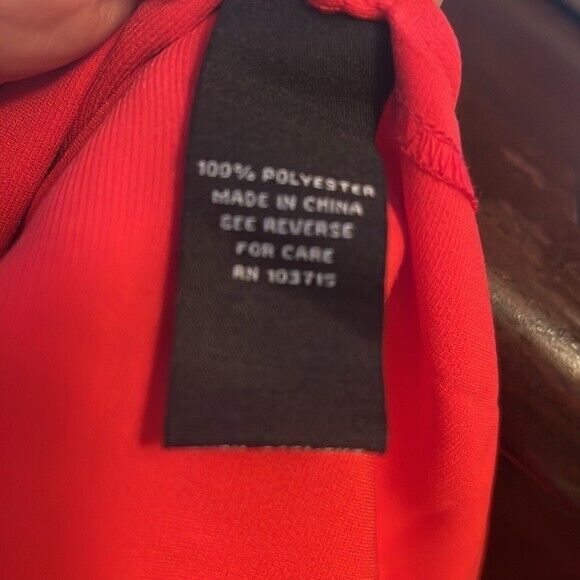 100% POLYESTER
MADE IN CHINA
SEE REVERSE
FOR CARE
RN 103715